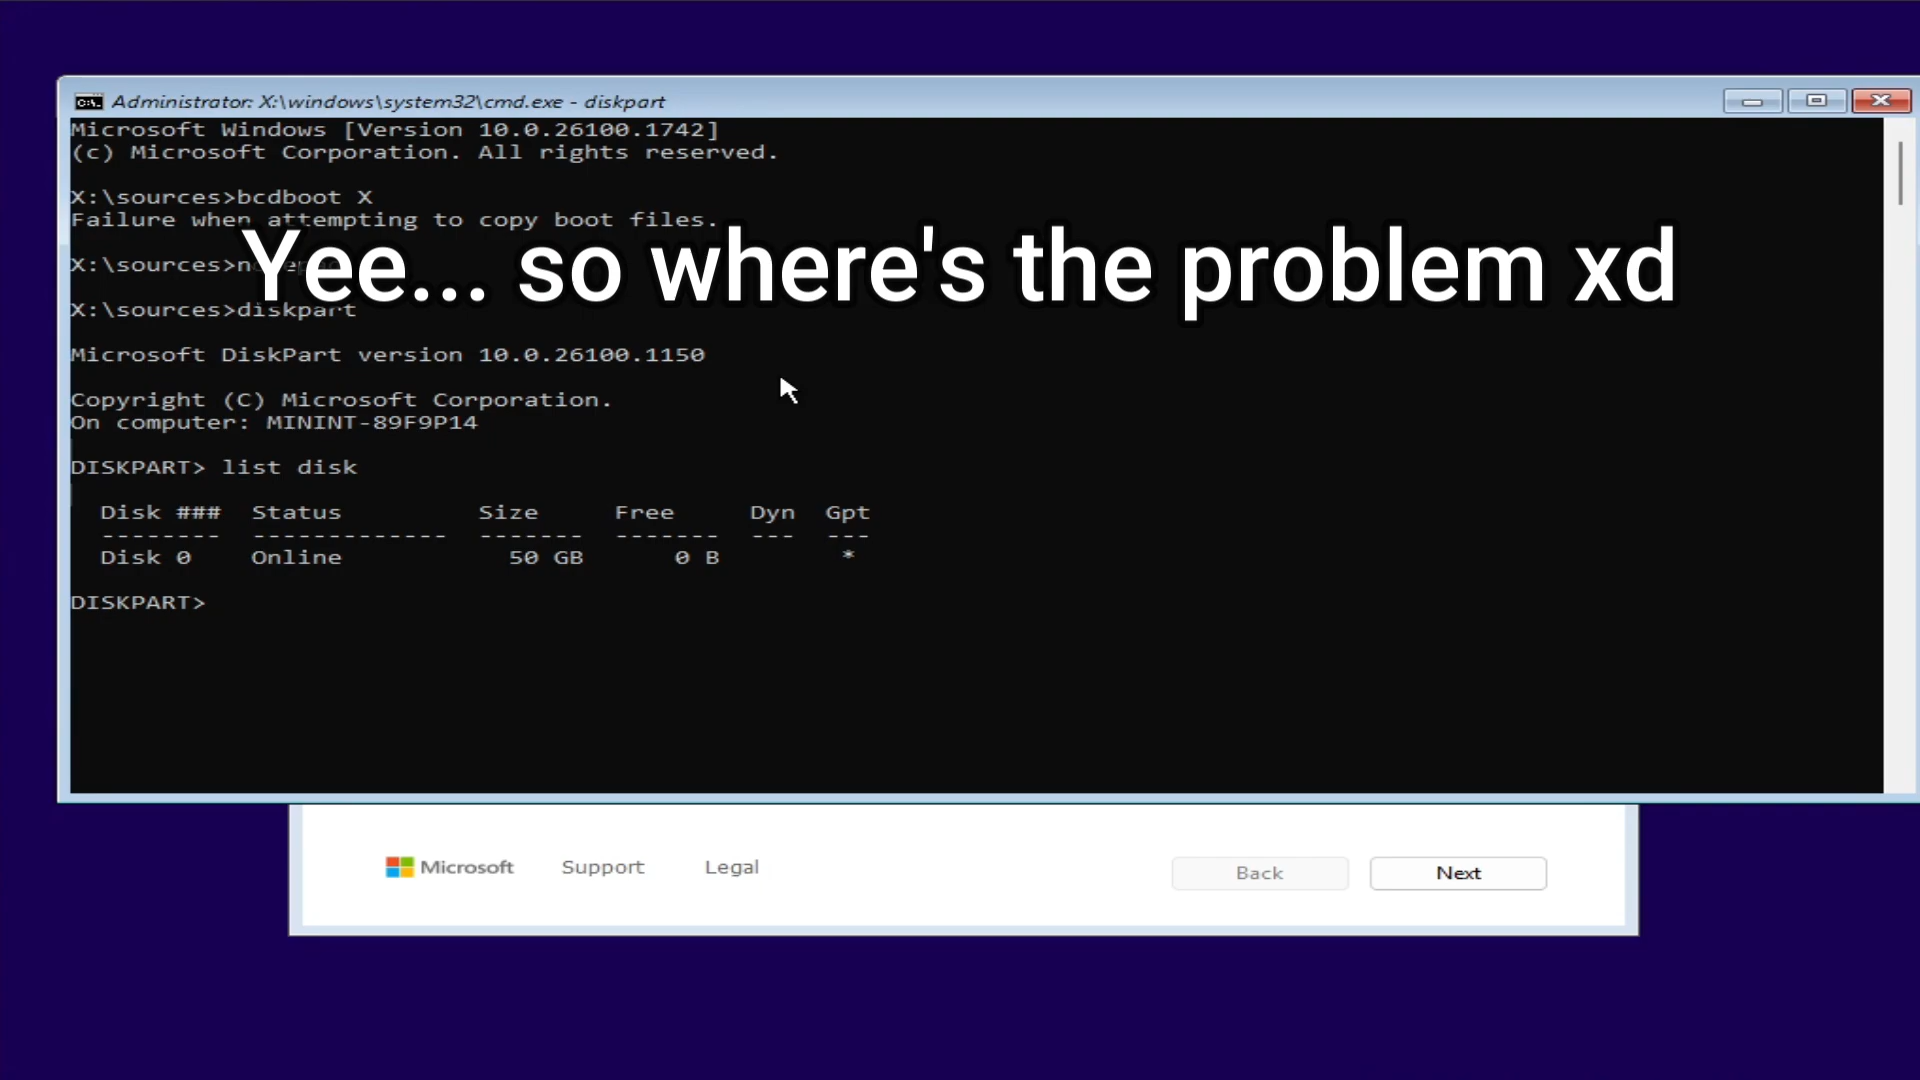 Administrator: X:\windows\system32\cmd.exe - diskpart
Microsoft Windows [Version 10.0.26100.1742]
(c) Microsoft Corporation. All rights reserved.
X:\sources>bcdboot X
Failure when attempting to copy boot files.
Yee... so where's the problem xd
X:\sources>
X:\sources>diskpart
Microsoft DiskPart version 10.0.26100.1150
Copyright (C) Microsoft Corporation.
On computer: MININT-89F9P14
DISKPART> list disk
Disk ###  Status         Size     Free     Dyn  Gpt
--------  -------------  -------  -------  ---  ---
Disk 0    Online           50 GB      0 B        *
DISKPART>
Microsoft Support Legal Back Next